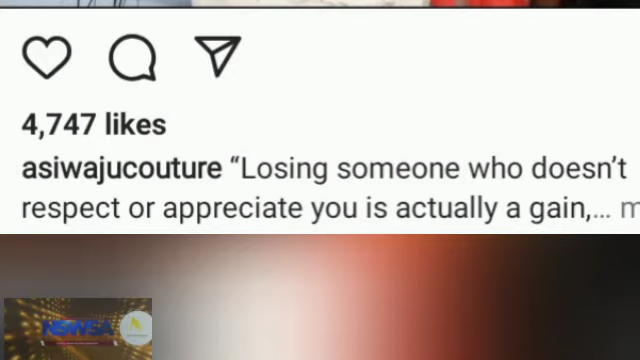 4,747 likes
asiwajucouture “Losing someone who doesn’t
respect or appreciate you is actually a gain,... m